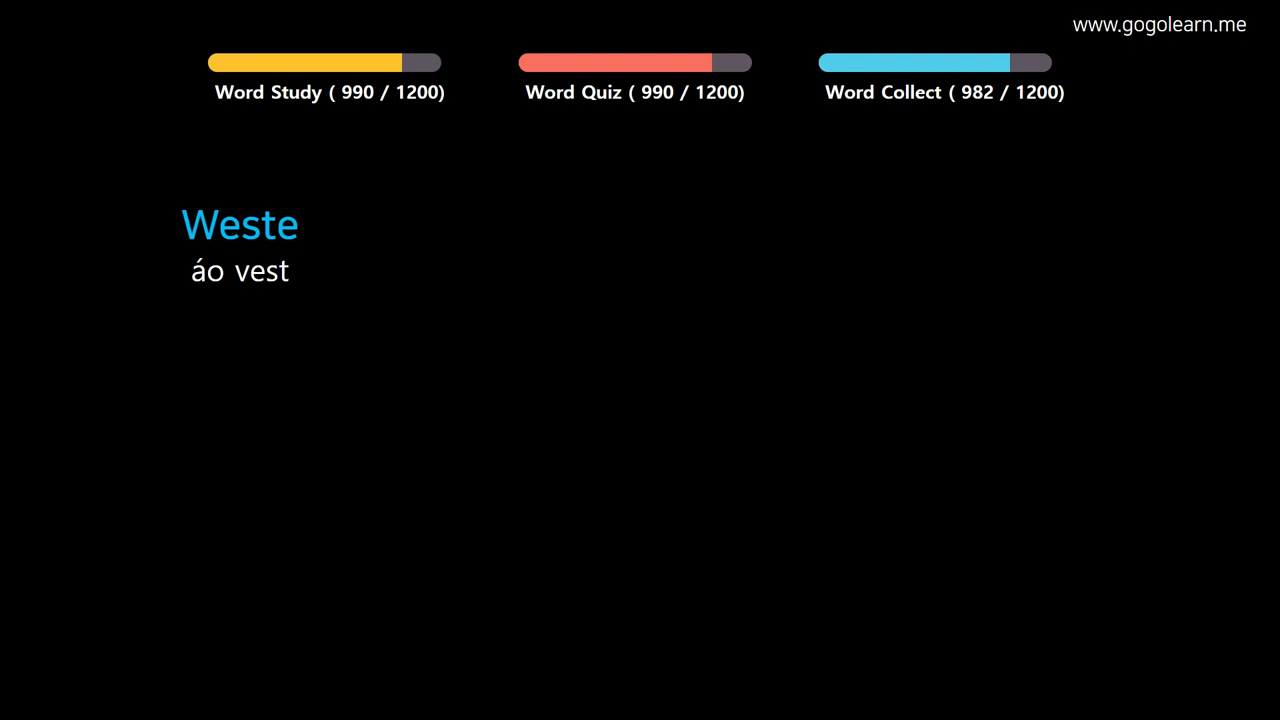 www.gogolearn.me
Word Study ( 990 / 1200)
Word Quiz ( 990 / 1200)
Word Collect ( 982 / 1200)
Weste
áo vest